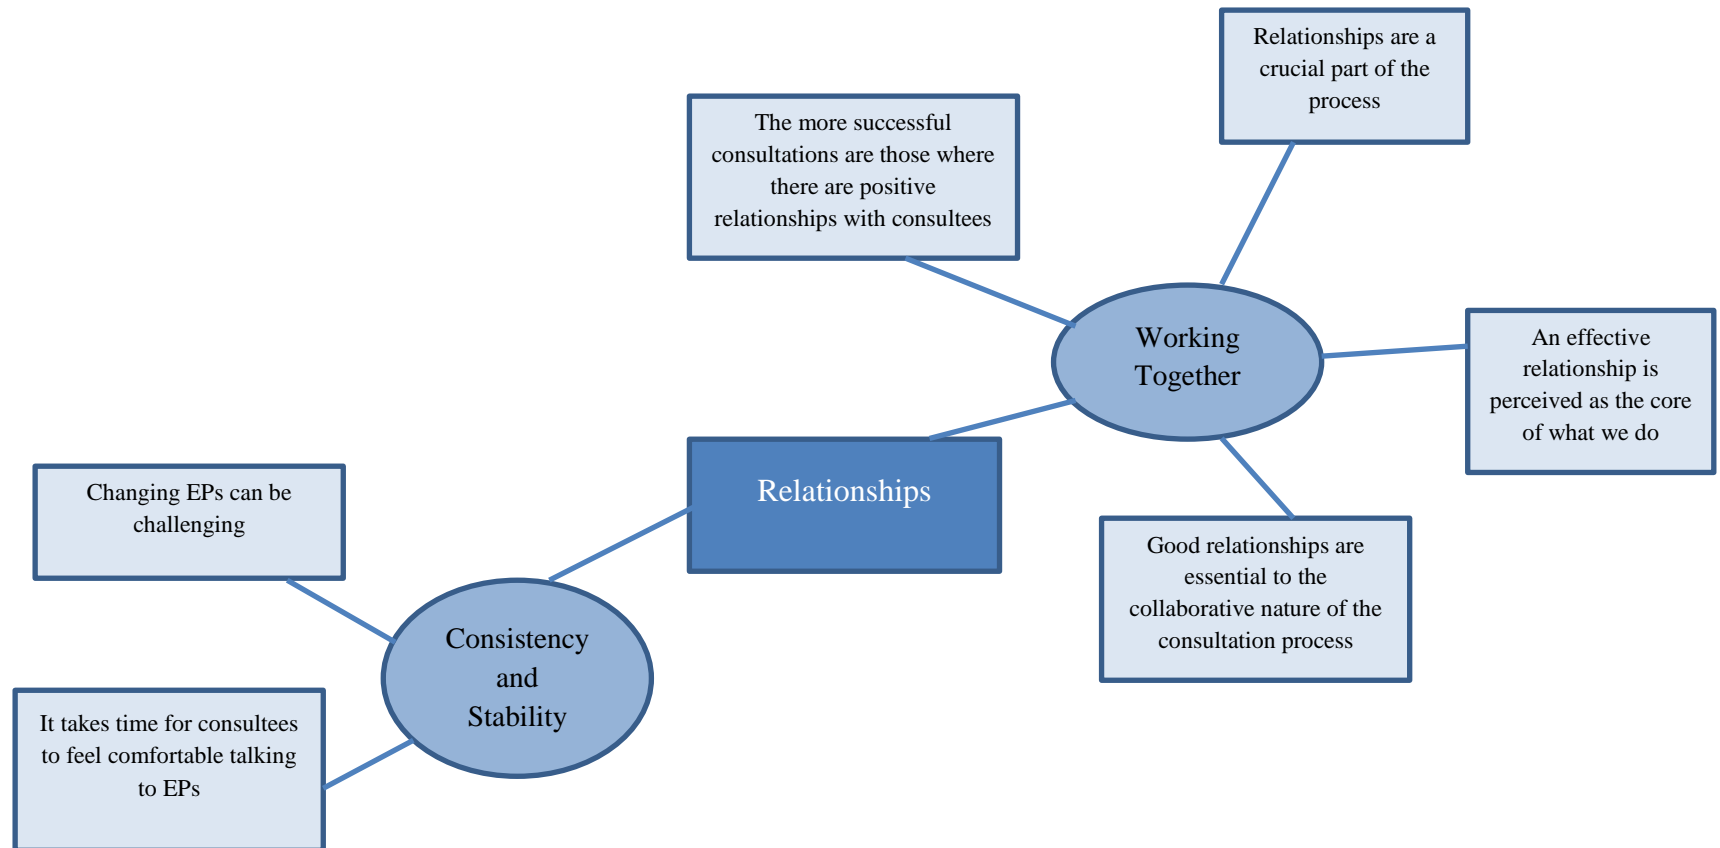 Relationships are a
crucial part of the
process
The more successful
consultations are those where
there are positive
relationships with consultees
Working
Together
An effective
relationship is
perceived as the core
of what we do
Relationships
Changing EPs can be
challenging
Good relationships are
essential to the
collaborative nature of the
consultation process
Consistency
and
Stability
It takes time for consultees
to feel comfortable talking
to EPs